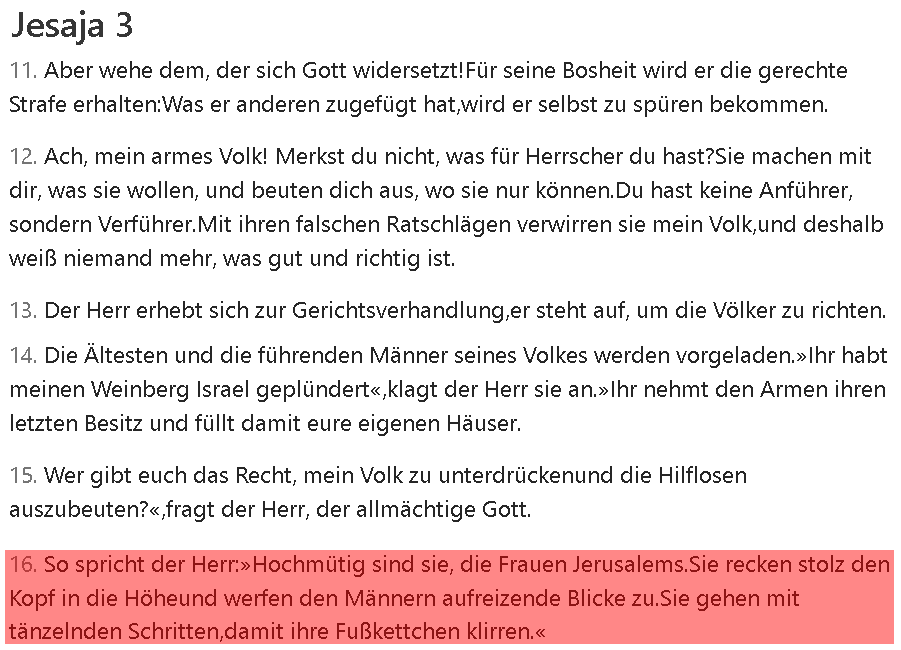 Jesaja 3
11. Aber wehe dem, der sich Gott widersetzt!Für seine Bosheit wird er die gerechte
Strafe erhalten:Was er anderen zugefügt hat,wird er selbst zu spüren bekommen.
12. Ach, mein armes Volk! Merkst du nicht, was für Herrscher du hast?Sie machen mit
dir, was sie wollen, und beuten dich aus, wo sie nur können.Du hast keine Anführer,
sondern Verführer.Mit ihren falschen Ratschlägen verwirren sie mein Volk,und deshalb
weiß niemand mehr, was gut und richtig ist.
13. Der Herr erhebt sich zur Gerichtsverhandlung,er steht auf, um die Völker zu richten.
14. Die Ältesten und die führenden Männer seines Volkes werden vorgeladen.»Ihr habt
meinen Weinberg Israel geplündert«,klagt der Herr sie an.»Ihr nehmt den Armen ihren
letzten Besitz und füllt damit eure eigenen Häuser.
15. Wer gibt euch das Recht, mein Volk zu unterdrückenund die Hilflosen
auszubeuten?«,fragt der Herr, der allmächtige Gott.
16. So spricht der Herr:»Hochmütig sind sie, die Frauen Jerusalems.Sie recken stolz den
Kopf in die Höheund werfen den Männern aufreizende Blicke zu.Sie gehen mit
tänzelnden Schritten,damit ihre Fußkettchen klirren.«